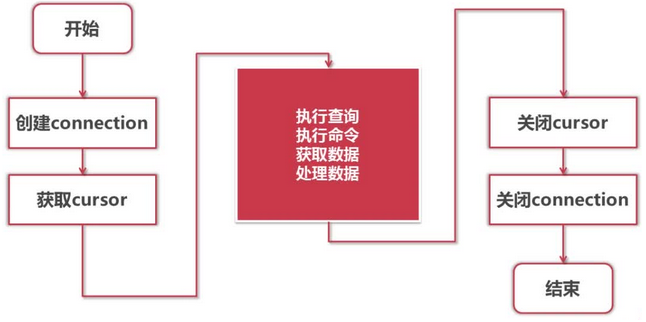 开始
创建connection
获取cursor
执行查询
执行命令
获取数据
处理数据
关闭cursor
关闭connection
结束